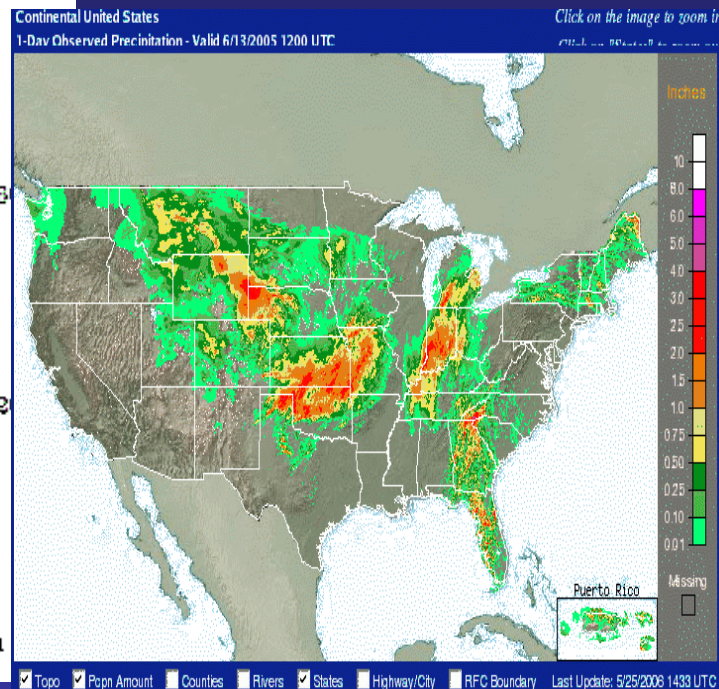 Continental United States
Click on the image to zoom in
1-Day Observed Precipitation - Valid 6/13/2005 1200 UTC
Inches
10
8.0
6.0
5.0
4.0
3.0
2.5
2.0
1.5
1.0
0.75
0.50
0.25
0.10
0.01
Missing
Puerto Rico
Topo Popn Amount Counties Rivers States Highway/City RFC Boundary Last Update: 5/25/2006 1433 UTC